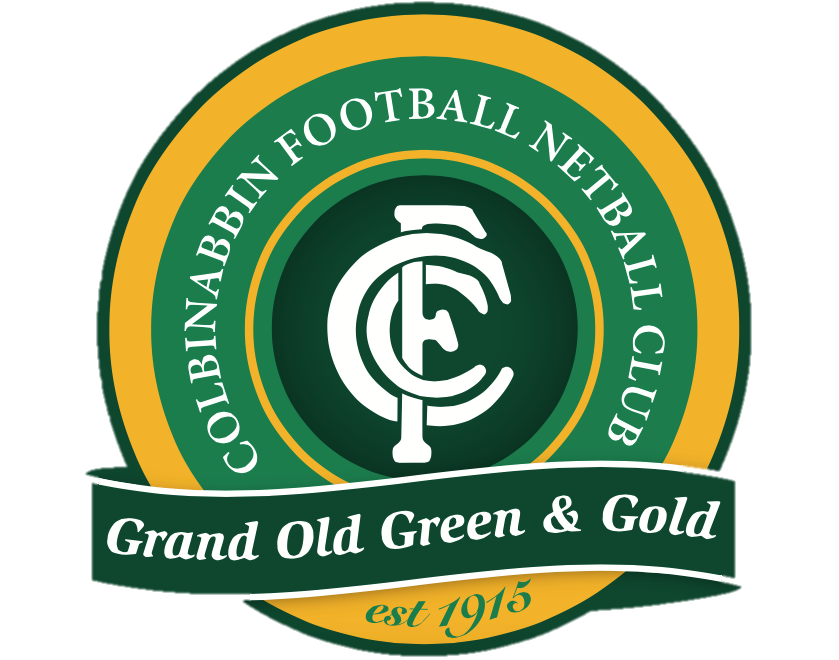 COLBINABBIN FOOTBALL NETBALL CLUB
CFC
Grand Old Green & Gold
est 1915